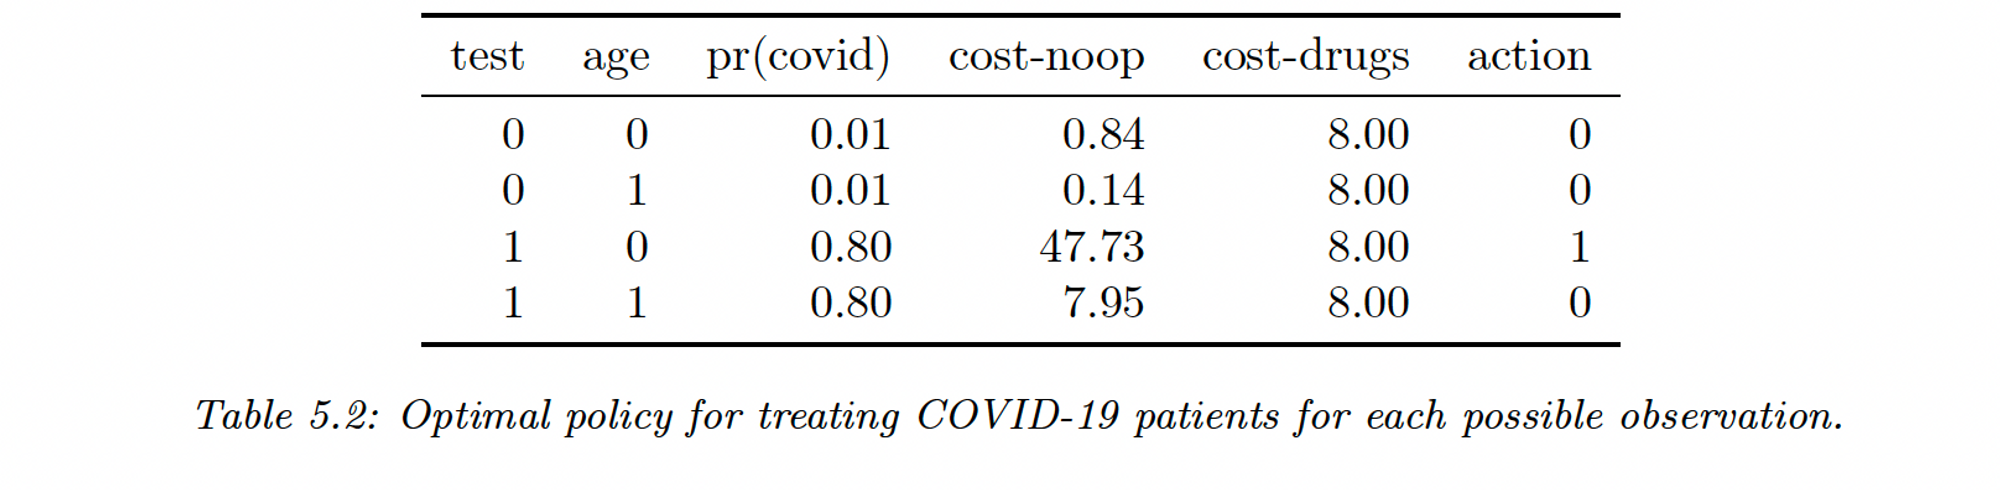 test age pr(covid) cost-noop cost-drugs action
0 0 0.01 0.84 8.00 0
0 1 0.01 0.14 8.00 0
1 0 0.80 47.73 8.00 1
1 1 0.80 7.95 8.00 0
Table 5.2: Optimal policy for treating COVID-19 patients for each possible observation.